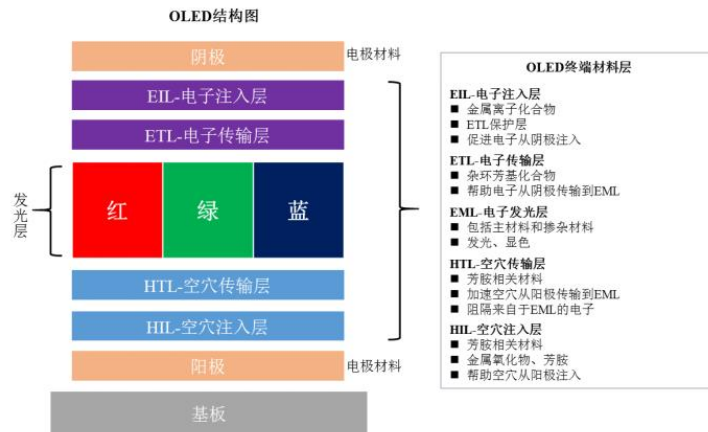 OLED结构图
阴极
电极材料
EIL-电子注入层
ETL-电子传输层
发光层
红
绿
蓝
HTL-空穴传输层
HIL-空穴注入层
阳极
电极材料
基板
OLED终端材料层
EIL-电子注入层
■ 金属离子化合物
■ ETL保护层
■ 促进电子从阴极注入
ETL-电子传输层
■ 杂环芳基化合物
■ 帮助电子从阴极传输到EML
EML-电子发光层
■ 包括主材料和掺杂材料
■ 发光、显色
HTL-空穴传输层
■ 芳胺相关材料
■ 加速空穴从阳极传输到EML
■ 阻隔来自于EML的电子
HIL-空穴注入层
■ 芳胺相关材料
■ 金属氧化物、芳胺
■ 帮助空穴从阳极注入